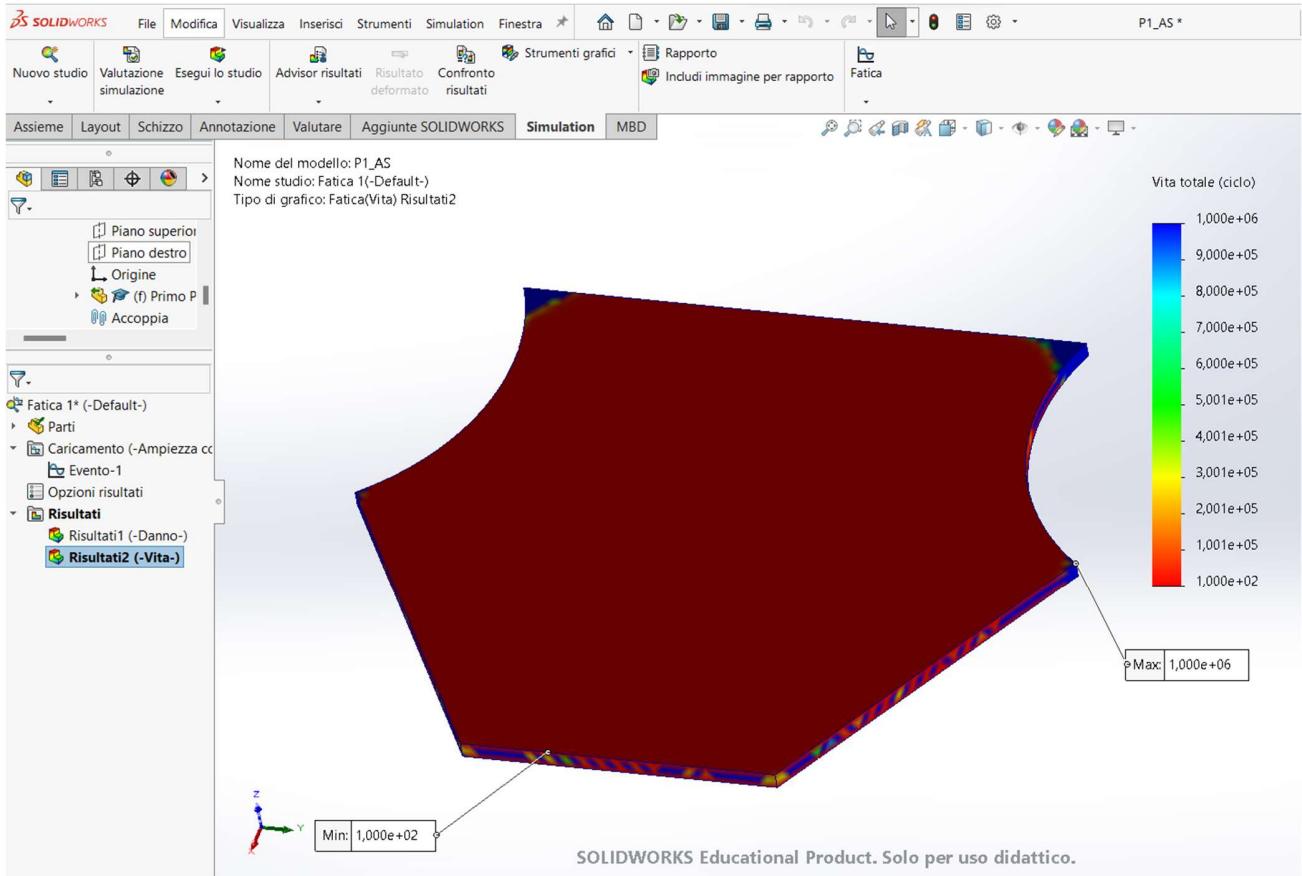 SOLIDWORKS File Modifica Visualizza Inserisci Strumenti Simulation Finestra P1_AS *
Nuovo studio
Valutazione simulazione
Esegui lo studio
Advisor risultati
Risultato deformato
Confronto risultati
Strumenti grafici
Rapporto
Includi immagine per rapporto
Fatica
Assieme Layout Schizzo Annotazione Valutare Aggiunte SOLIDWORKS Simulation MBD
Nome del modello: P1_AS
Nome studio: Fatica 1(-Default-)
Tipo di grafico: Fatica(Vita) Risultati2
Piano superior
Piano destro
Origine
(f) Primo P
Accoppia
Fatica 1* (-Default-)
Parti
Caricamento (-Ampiezza co
Evento-1
Opzioni risultati
Risultati
Risultati1 (-Danno-)
Risultati2 (-Vita-)
Vita totale (ciclo)
1,000e+06
9,000e+05
8,000e+05
7,000e+05
6,000e+05
5,001e+05
4,001e+05
3,001e+05
2,001e+05
1,001e+05
1,000e+02
Max: 1,000e+06
Min: 1,000e+02
Z
Y
X
SOLIDWORKS Educational Product. Solo per uso didattico.